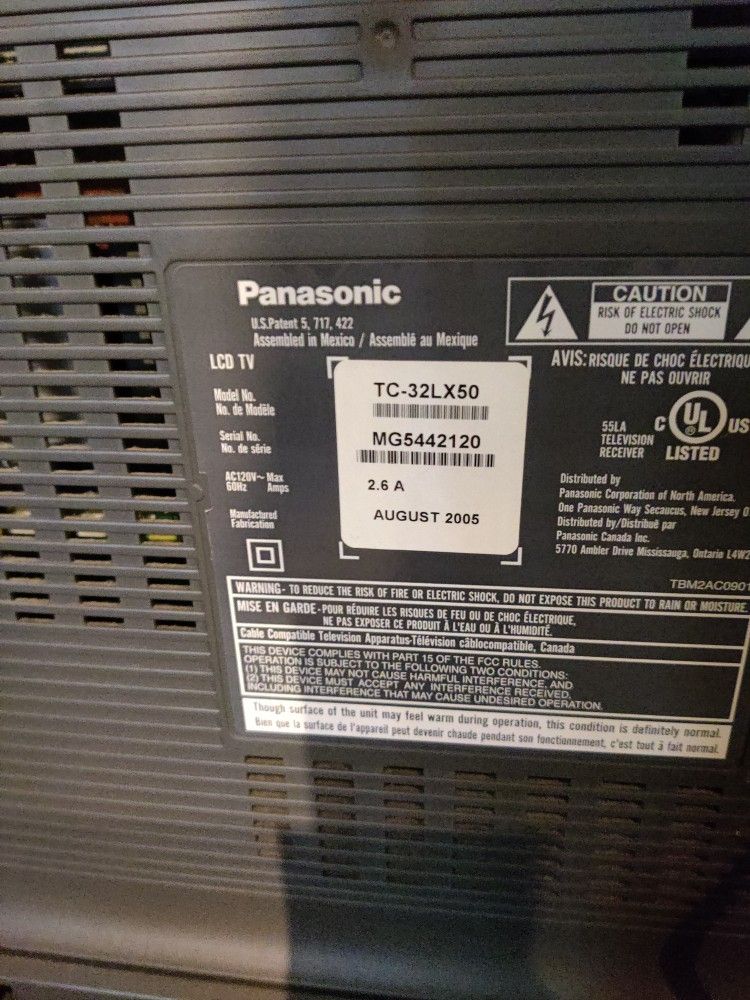 Panasonic
U.S.Patent 5, 717, 422
Assembled in Mexico / Assemblé au Mexique
LCD TV
Model No.
No. de Modèle
TC-32LX50
Serial No.
No. de série
MG5442120
AC120V~ Max
60Hz Amps
2.6 A
Manufactured
Fabrication
AUGUST 2005
CAUTION
RISK OF ELECTRIC SHOCK
DO NOT OPEN
AVIS: RISQUE DE CHOC ÉLECTRIQU
NE PAS OUVRIR
55LA
TELEVISION
RECEIVER
C UL US
LISTED
Distributed by
Panasonic Corporation of North America.
One Panasonic Way Secaucus, New Jersey 0
Distributed by/Distribué par
Panasonic Canada Inc.
5770 Ambler Drive Mississauga, Ontario L4W2
TBM2AC0901
WARNING- TO REDUCE THE RISK OF FIRE OR ELECTRIC SHOCK, DO NOT EXPOSE THIS PRODUCT TO RAIN OR MOISTURE.
MISE EN GARDE-POUR RÉDUIRE LES RISQUES DE FEU OU DE CHOC ÉLECTRIQUE,
NE PAS EXPOSER CE PRODUIT À L'EAU OU À L'HUMIDITÉ.
Cable Compatible Television Apparatus-Télévision câblocompatible, Canada
THIS DEVICE COMPLIES WITH PART 15 OF THE FCC RULES.
OPERATION IS SUBJECT TO THE FOLLOWING TWO CONDITIONS:
(1) THIS DEVICE MAY NOT CAUSE HARMFUL INTERFERENCE, AND
(2) THIS DEVICE MUST ACCEPT ANY INTERFERENCE RECEIVED,
INCLUDING INTERFERENCE THAT MAY CAUSE UNDESIRED OPERATION.
Though surface of the unit may feel warm during operation, this condition is definitely normal.
Bien que la surface de l'appareil peut devenir chaude pendant son fonctionnement, c'est tout à fait normal.